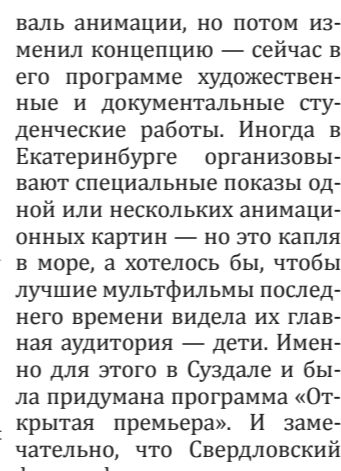 валь анимации, но потом из-
менил концепцию — сейчас в
его программе художествен-
ные и документальные сту-
денческие работы. Иногда в
Екатеринбурге организовы-
вают специальные показы од-
ной или нескольких анимаци-
онных картин — но это капля
в море, а хотелось бы, чтобы
лучшие мультфильмы послед-
него времени видела их глав-
ная аудитория — дети. Имен-
но для этого в Суздале и бы-
ла придумана программа «От-
крытая премьера». И заме-
чательно, что Свердловский